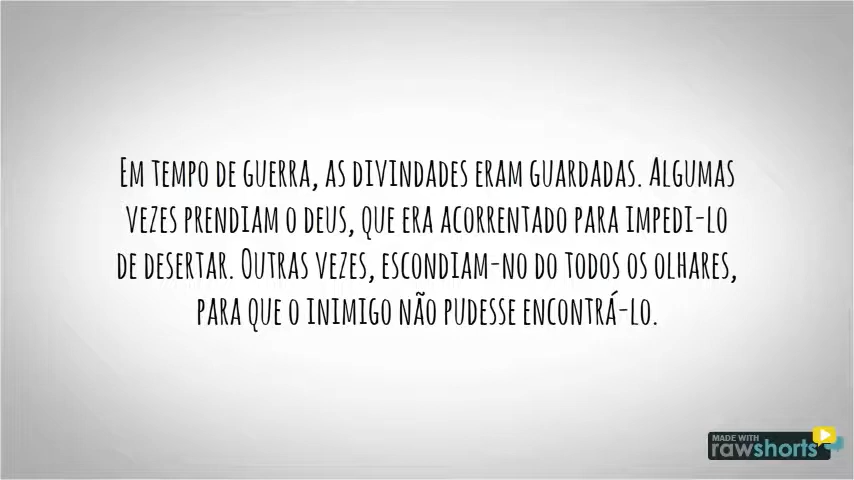 Em tempo de guerra, as divindades eram guardadas. Algumas
vezes prendiam o deus, que era acorrentado para impedi-lo
de desertar. Outras vezes, escondiam-no do todos os olhares,
para que o inimigo não pudesse encontrá-lo.
MADE WITH
rawshorts